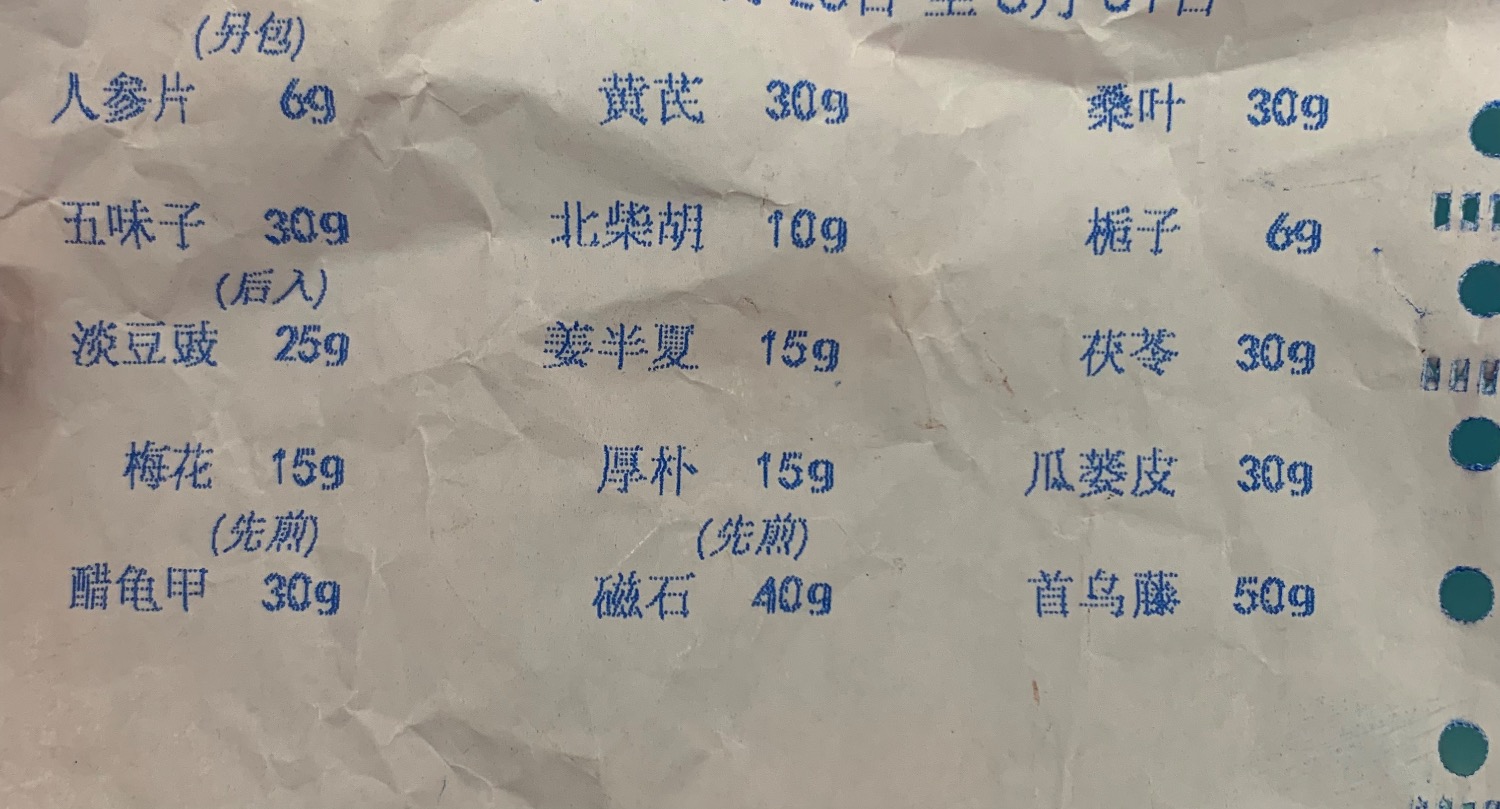 (另包)
人参片 6g 黄芪 30g 桑叶 30g
五味子 30g 北柴胡 10g 栀子 6g
(后入)
淡豆豉 25g 姜半夏 15g 茯苓 30g
梅花 15g 厚朴 15g 瓜蒌皮 30g
(先煎) (先煎)
醋龟甲 30g 磁石 40g 首乌藤 50g